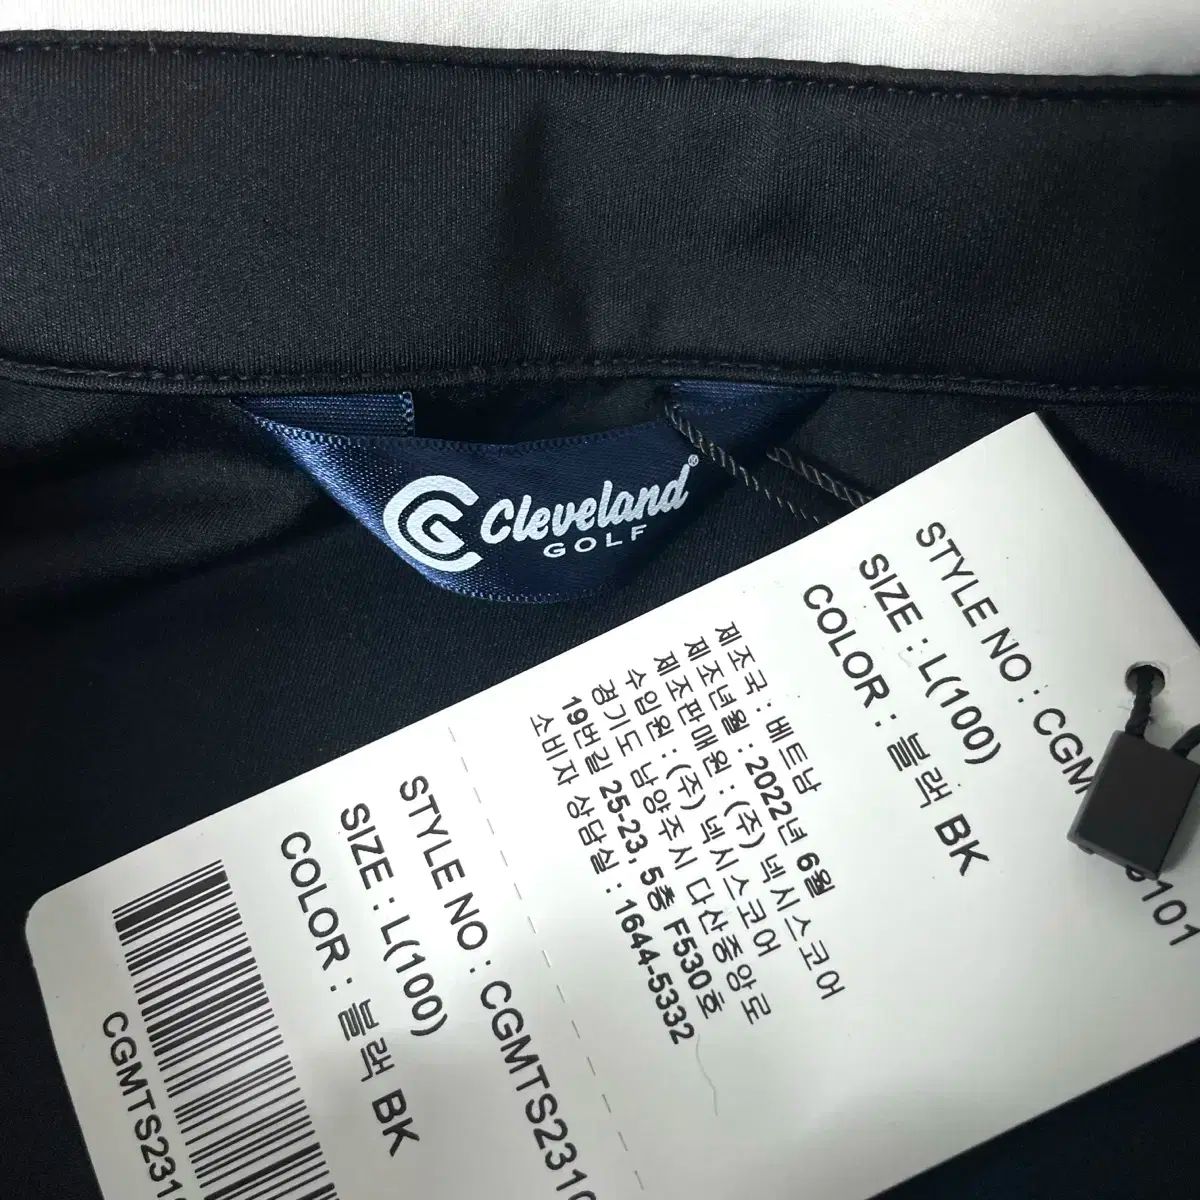 Cleveland®
GOLF
STYLE NO : CGM 3101
SIZE : L(100)
COLOR : 블랙 BK
제조국 : 베트남
제조년월 : 2022년 6월
제조판매원 : (주) 넥시스코어
수입원 : (주) 넥시스코어
경기도 남양주시 다산중앙로
19번길 25-23, 5층 F530호
소비자 상담실 : 1644-5332
STYLE NO : CGMTS2310
SIZE : L(100)
COLOR : 블랙 BK
CGMTS2310